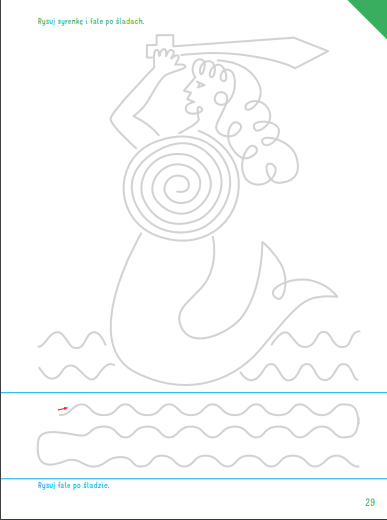 Rysuj syrenkę i fale po śladach.
Rysuj fale po śladzie.
29